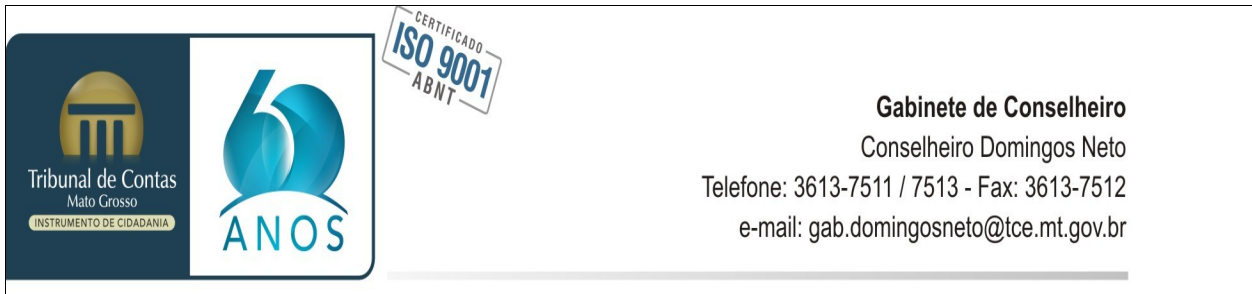 CERTIFICADO
ISO 9001
ABNT
Tribunal de Contas
Mato Grosso
INSTRUMENTO DE CIDADANIA
60
ANOS
Gabinete de Conselheiro
Conselheiro Domingos Neto
Telefone: 3613-7511 / 7513 - Fax: 3613-7512
e-mail: gab.domingosneto@tce.mt.gov.br